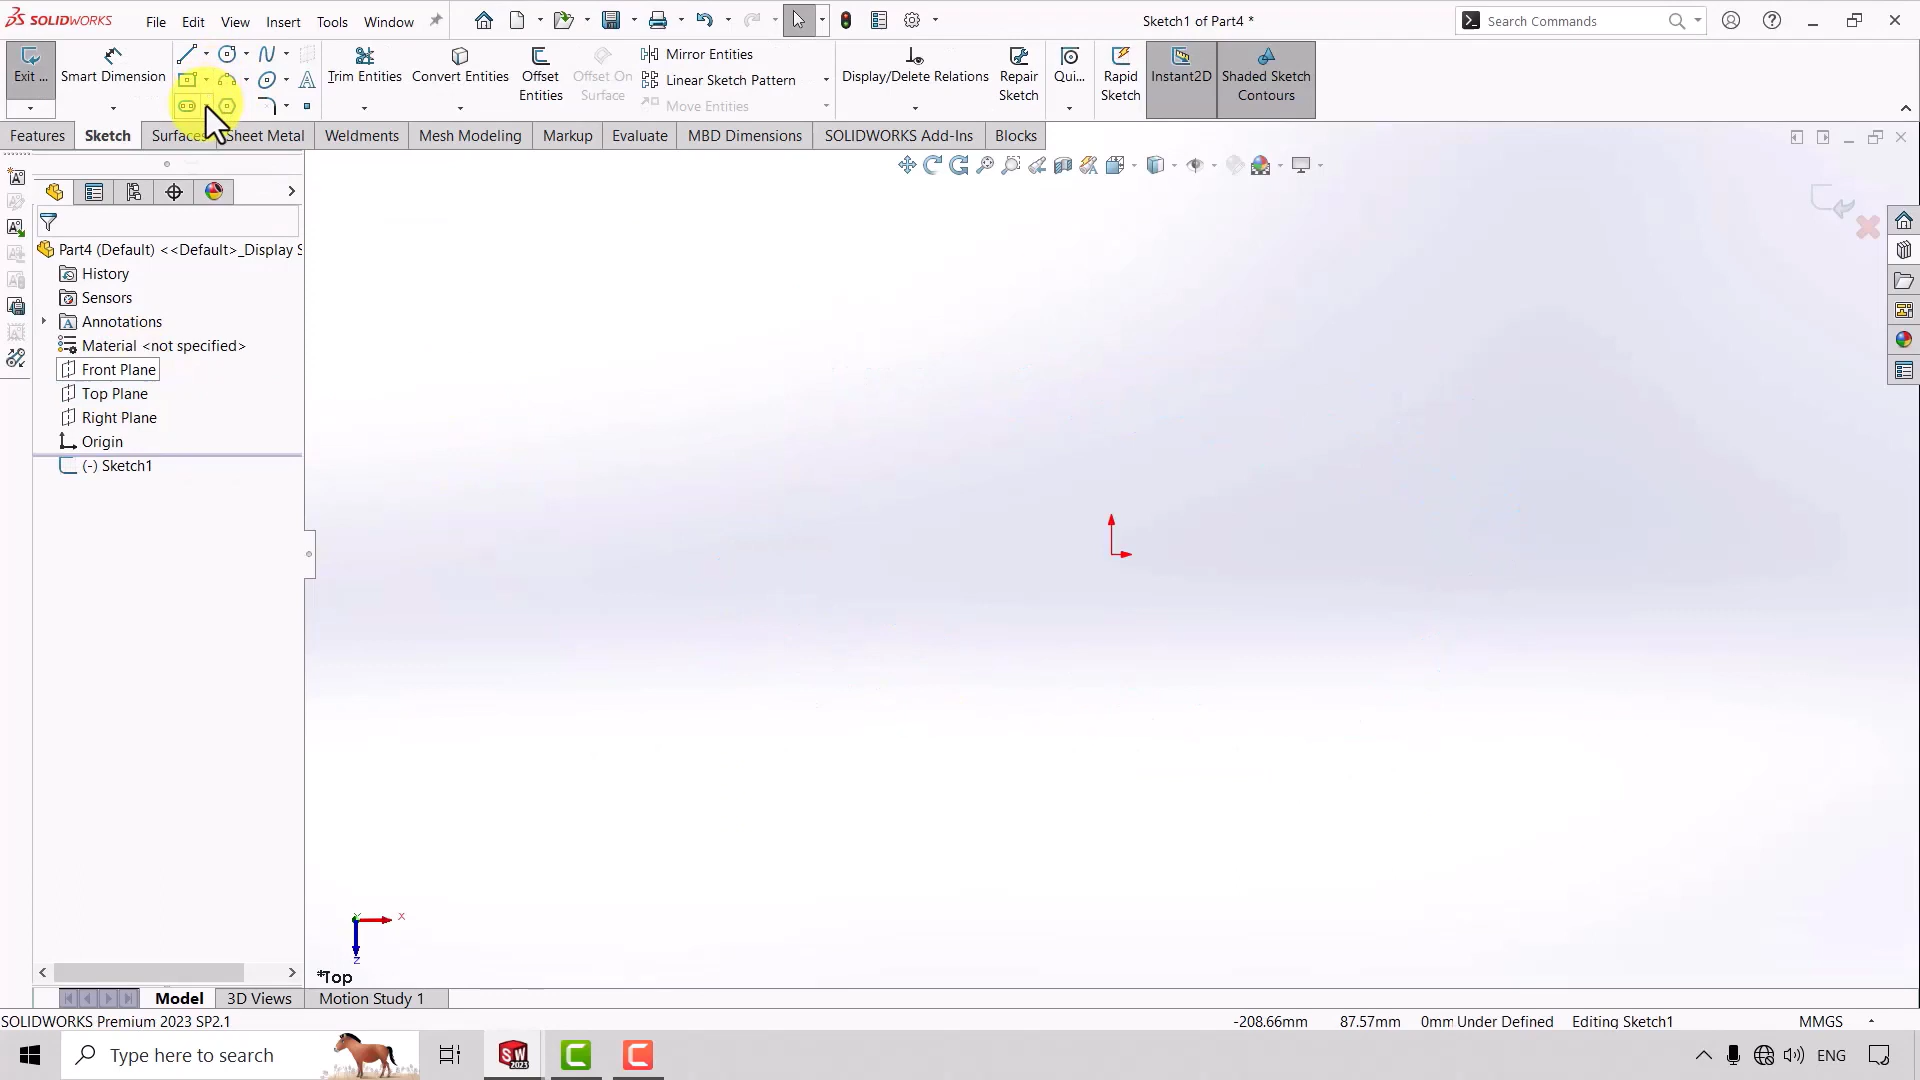 SOLIDWORKS File Edit View Insert Tools Window Sketch1 of Part4 * Search Commands
Exit ... Smart Dimension Trim Entities Convert Entities Offset Entities Offset On Surface Mirror Entities Linear Sketch Pattern Move Entities Display/Delete Relations Repair Sketch Qui... Rapid Sketch Instant2D Shaded Sketch Contours
Features Sketch Surfaces Sheet Metal Weldments Mesh Modeling Markup Evaluate MBD Dimensions SOLIDWORKS Add-Ins Blocks
Part4 (Default) <<Default>_Display S
History
Sensors
Annotations
Material <not specified>
Front Plane
Top Plane
Right Plane
Origin
(-) Sketch1
Y
X
Z
*Top
Model 3D Views Motion Study 1
SOLIDWORKS Premium 2023 SP2.1 -208.66mm 87.57mm 0mm Under Defined Editing Sketch1 MMGS
Type here to search SW 2023 ENG